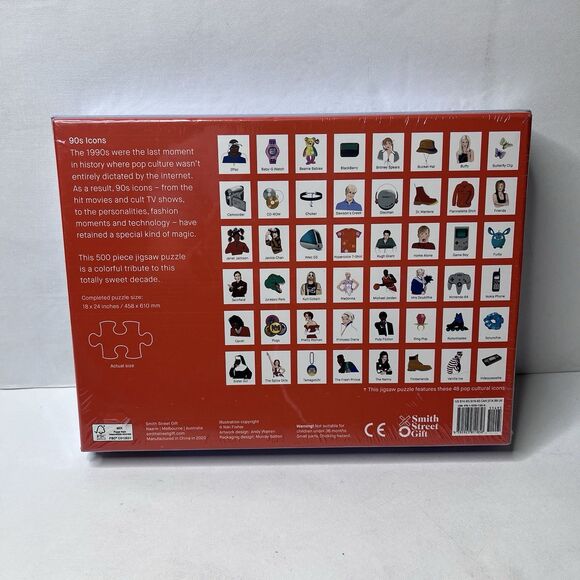 90s Icons
The 1990s were the last moment
in history where pop culture wasn't
entirely dictated by the internet.
As a result, 90s icons – from the
hit movies and cult TV shows,
to the personalities, fashion
moments and technology – have
retained a special kind of magic.
This 500 piece jigsaw puzzle
is a colorful tribute to this
totally sweet decade.
Completed puzzle size:
18 x 24 inches / 458 x 610 mm
Actual size
2Pac
Baby-G Watch
Beanie Babies
BlackBerry
Britney Spears
Bucket Hat
Buffy
Butterfly Clip
Camcorder
CD-ROM
Choker
Dawson's Creek
Discman
Dr. Martens
Flannelette Shirt
Friends
Janet Jackson
Janice Chan
iMac G3
Hypercolor T-Shirt
Hugh Grant
Home Alone
Game Boy
Furby
Jurassic Park
Kurt Cobain
Madonna
Michael Jordan
Mrs Doubtfire
Nintendo 64
Nokia Phone
Pogs
Pretty Woman
Princess Diana
Pulp Fiction
Ring Pop
Rollerblades
Scrunchie
Sister Act
The Spice Girls
Tamagotchi
The Fresh Prince
The Nanny
Timberlands
Videocassette
↑ This jigsaw puzzle features these 48 pop cultural icons
FSC
MIX
Smith Street Gift
Naarm | Melbourne | Australia
smithstreetgift.com
Manufactured in China in 2022
Illustration copyright
© Niki Fisher
Artwork design: Andy Warren
Packaging design: Murray Batten
Warning! Not suitable for
children under 36 months
Small parts. Choking hazard.
CE
Smith
Street
Gift